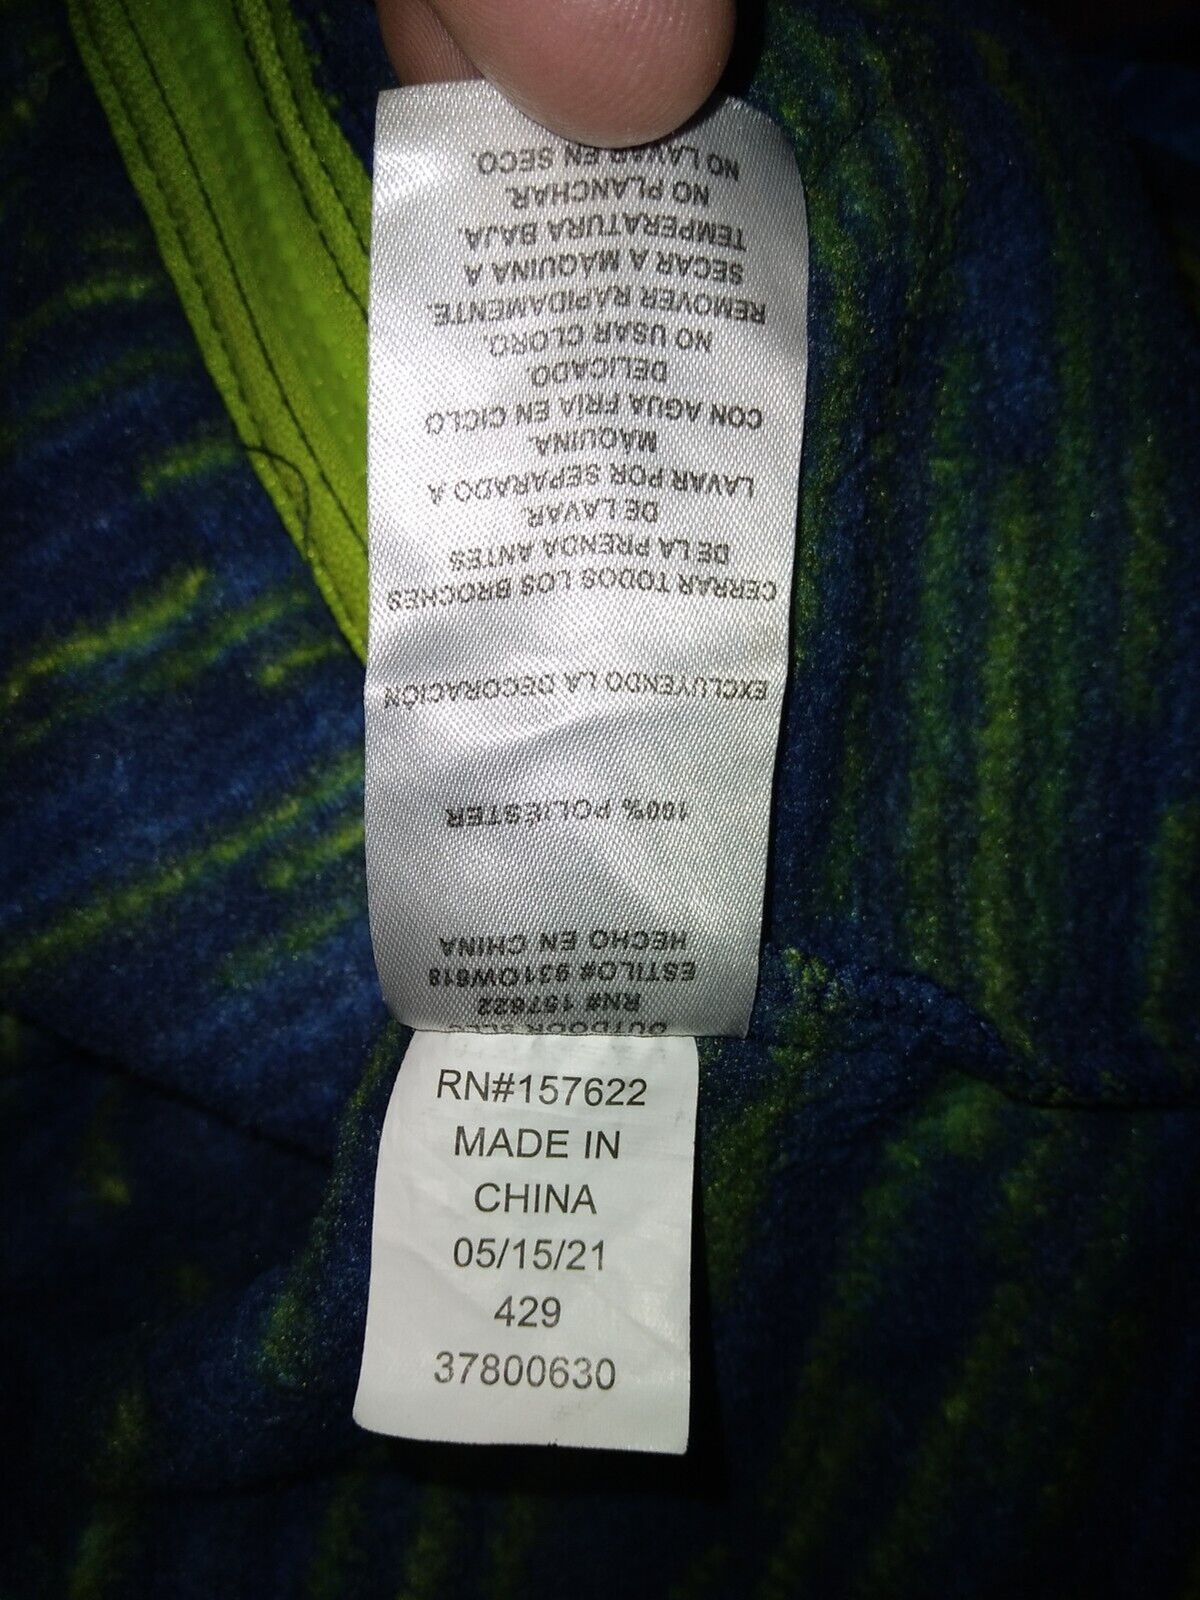 OUTDOOR
RN# 157622
ESTILO# 931OW618
HECHO EN CHINA
100% POLIÉSTER
EXCLUYENDO LA DECORACIÓN
CERRAR TODOS LOS BROCHES
DE LA PRENDA ANTES
DE LAVAR.
LAVAR POR SEPARADO A
MÁQUINA.
CON AGUA FRÍA EN CICLO
DELICADO.
NO USAR CLORO.
REMOVER RÁPIDAMENTE.
SECAR A MÁQUINA A
TEMPERATURA BAJA.
NO PLANCHAR.
NO LAVAR EN SECO.
RN#157622
MADE IN
CHINA
05/15/21
429
37800630